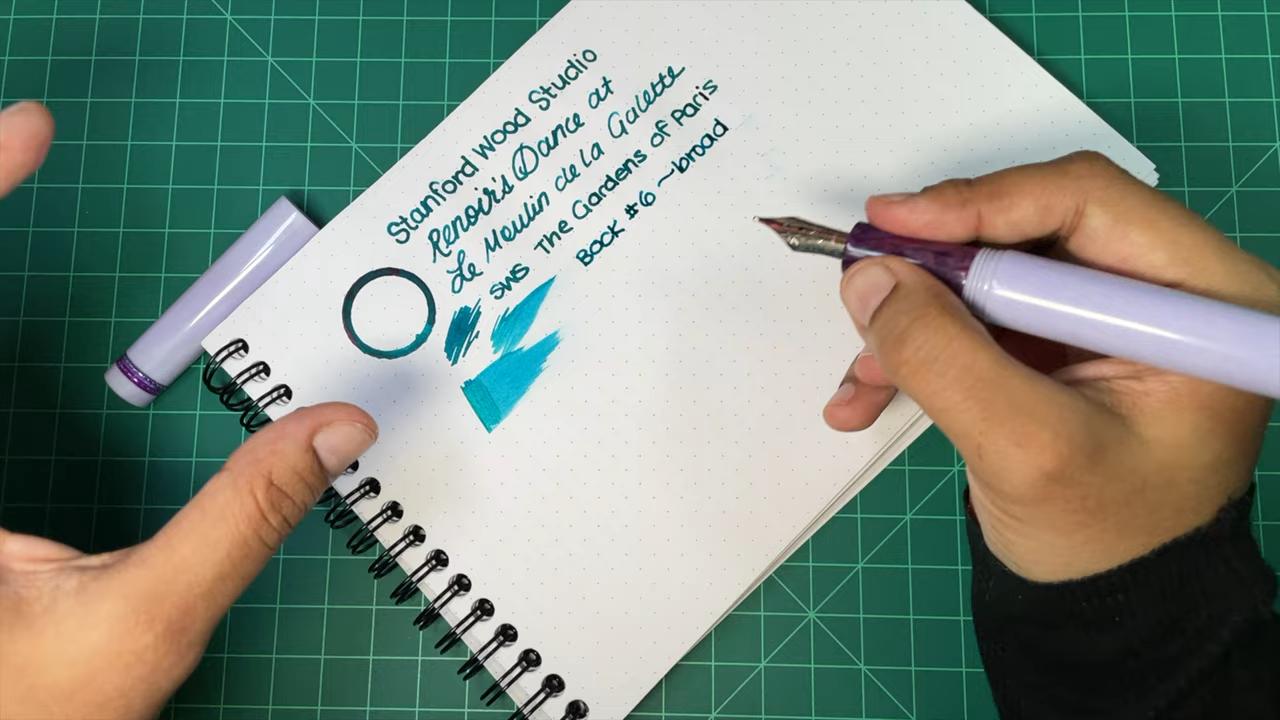 Stanford Wood Studio
Renoir's Dance at
Le Moulin de la Galette
SWS The Gardens of Paris
BOCK #6 ~broad